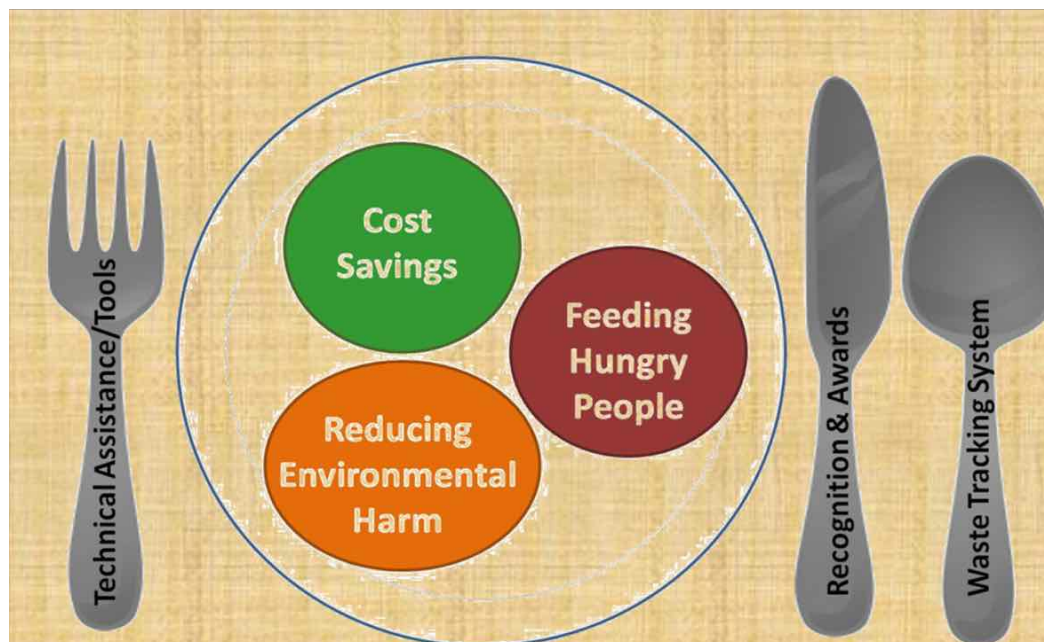 Technical Assistance/Tools
Cost
Savings
Feeding
Hungry
People
Reducing
Environmental
Harm
Recognition & Awards
Waste Tracking System